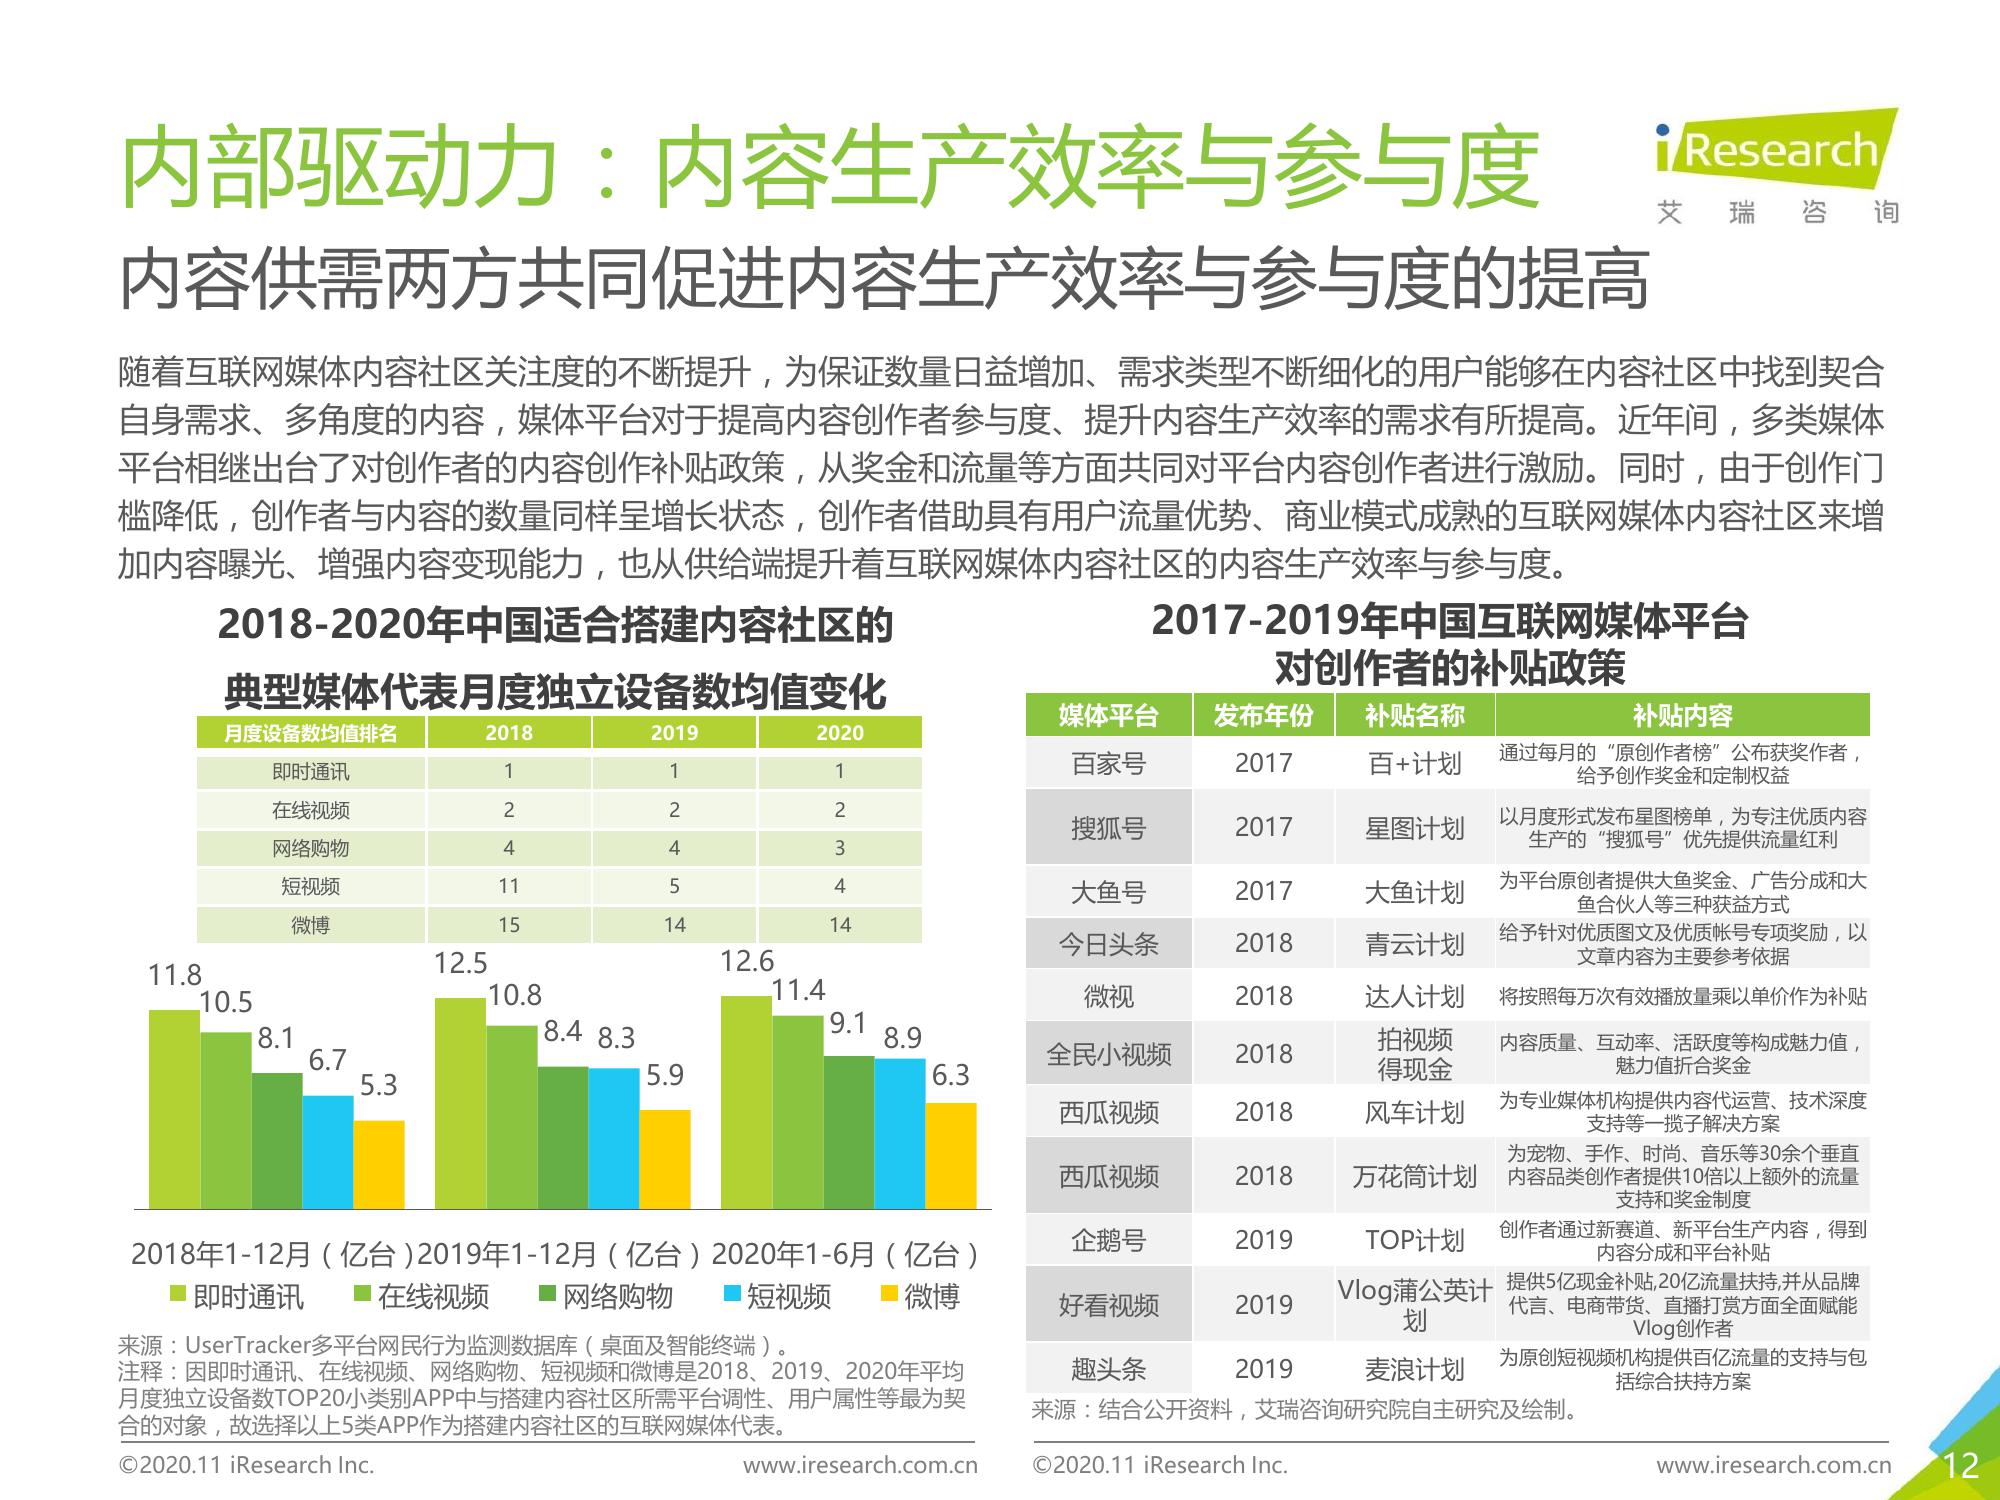 内部驱动力：内容生产效率与参与度
iResearch
艾 瑞 咨 询
内容供需两方共同促进内容生产效率与参与度的提高
随着互联网媒体内容社区关注度的不断提升，为保证数量日益增加、需求类型不断细化的用户能够在内容社区中找到契合
自身需求、多角度的内容，媒体平台对于提高内容创作者参与度、提升内容生产效率的需求有所提高。近年间，多类媒体
平台相继出台了对创作者的内容创作补贴政策，从奖金和流量等方面共同对平台内容创作者进行激励。同时，由于创作门
槛降低，创作者与内容的数量同样呈增长状态，创作者借助具有用户流量优势、商业模式成熟的互联网媒体内容社区来增
加内容曝光、增强内容变现能力，也从供给端提升着互联网媒体内容社区的内容生产效率与参与度。
2018-2020年中国适合搭建内容社区的
典型媒体代表月度独立设备数均值变化
月度设备数均值排名 2018 2019 2020
即时通讯 1 1 1
在线视频 2 2 2
网络购物 4 4 3
短视频 11 5 4
微博 15 14 14
11.8 10.5 8.1 6.7 5.3
12.5 10.8 8.4 8.3 5.9
12.6 11.4 9.1 8.9 6.3
2018年1-12月（亿台） 2019年1-12月（亿台） 2020年1-6月（亿台）
即时通讯 在线视频 网络购物 短视频 微博
来源：UserTracker多平台网民行为监测数据库（桌面及智能终端）。
注释：因即时通讯、在线视频、网络购物、短视频和微博是2018、2019、2020年平均
月度独立设备数TOP20小类别APP中与搭建内容社区所需平台调性、用户属性等最为契
合的对象，故选择以上5类APP作为搭建内容社区的互联网媒体代表。
©2020.11 iResearch Inc. www.iresearch.com.cn
2017-2019年中国互联网媒体平台
对创作者的补贴政策
媒体平台 发布年份 补贴名称 补贴内容
百家号 2017 百+计划 通过每月的“原创作者榜”公布获奖作者，
给予创作奖金和定制权益
搜狐号 2017 星图计划 以月度形式发布星图榜单，为专注优质内容
生产的“搜狐号”优先提供流量红利
大鱼号 2017 大鱼计划 为平台原创者提供大鱼奖金、广告分成和大
鱼合伙人等三种获益方式
今日头条 2018 青云计划 给予针对优质图文及优质帐号专项奖励，以
文章内容为主要参考依据
微视 2018 达人计划 将按照每万次有效播放量乘以单价作为补贴
全民小视频 2018 拍视频
得现金 内容质量、互动率、活跃度等构成魅力值，
魅力值折合奖金
西瓜视频 2018 风车计划 为专业媒体机构提供内容代运营、技术深度
支持等一揽子解决方案
西瓜视频 2018 万花筒计划 为宠物、手作、时尚、音乐等30余个垂直
内容品类创作者提供10倍以上额外的流量
支持和奖金制度
企鹅号 2019 TOP计划 创作者通过新赛道、新平台生产内容，得到
内容分成和平台补贴
好看视频 2019 Vlog蒲公英计
划 提供5亿现金补贴,20亿流量扶持,并从品牌
代言、电商带货、直播打赏方面全面赋能
Vlog创作者
趣头条 2019 麦浪计划 为原创短视频机构提供百亿流量的支持与包
括综合扶持方案
来源：结合公开资料，艾瑞咨询研究院自主研究及绘制。
©2020.11 iResearch Inc. www.iresearch.com.cn
12